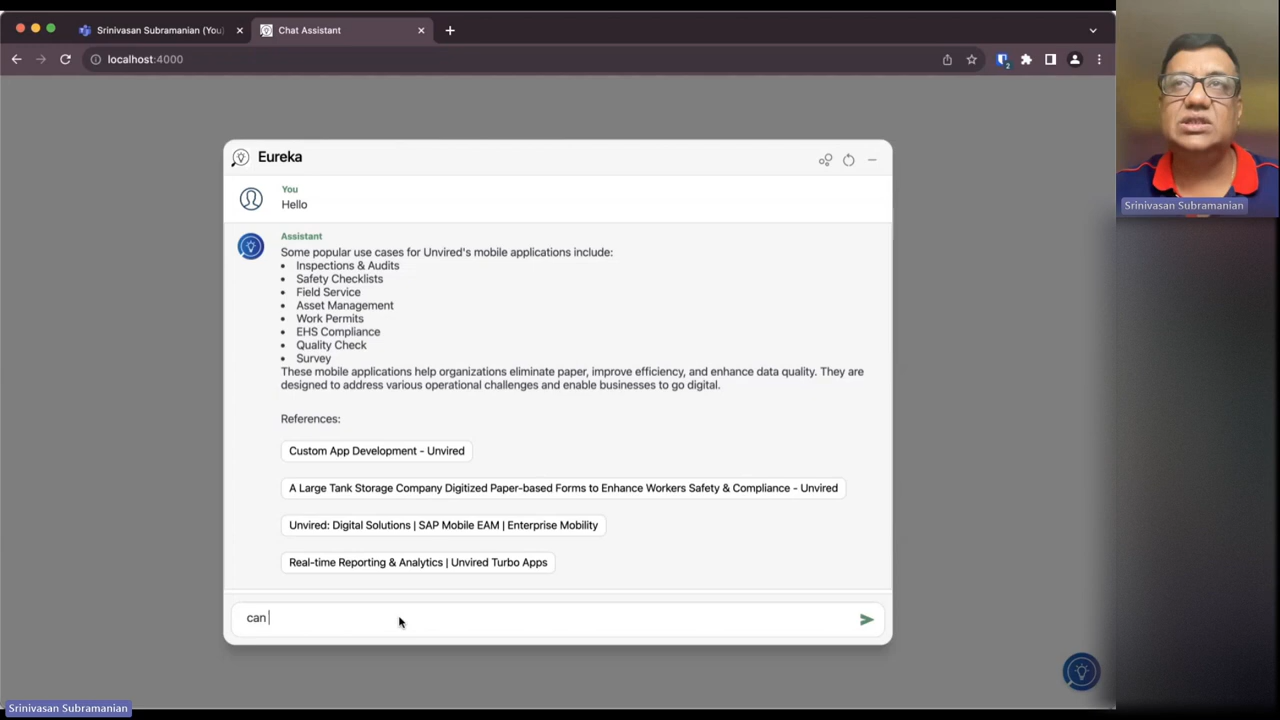 Srinivasan Subramanian (You)
Chat Assistant
localhost:4000
2
Eureka
You
Hello
Assistant
Some popular use cases for Unvired's mobile applications include:
• Inspections & Audits
• Safety Checklists
• Field Service
• Asset Management
• Work Permits
• EHS Compliance
• Quality Check
• Survey
These mobile applications help organizations eliminate paper, improve efficiency, and enhance data quality. They are
designed to address various operational challenges and enable businesses to go digital.
References:
Custom App Development - Unvired
A Large Tank Storage Company Digitized Paper-based Forms to Enhance Workers Safety & Compliance - Unvired
Unvired: Digital Solutions | SAP Mobile EAM | Enterprise Mobility
Real-time Reporting & Analytics | Unvired Turbo Apps
can
Srinivasan Subramanian
Srinivasan Subramanian